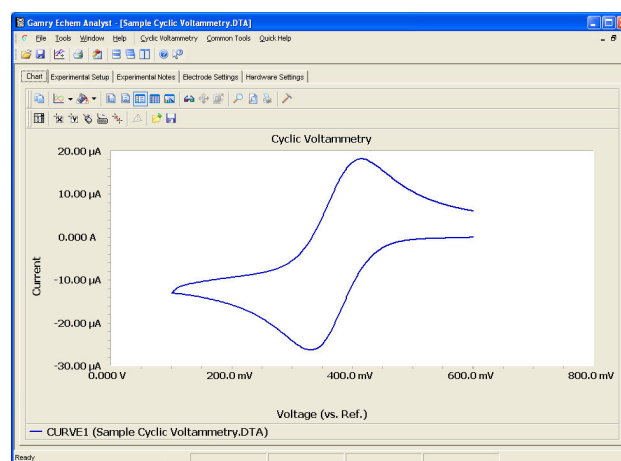 Gamry Echem Analyst - [Sample Cyclic Voltammetry.DTA]
File Tools Window Help Cyclic Voltammetry Common Tools Quick Help
Chart Experimental Setup Experimental Notes Electrode Settings Hardware Settings
Cyclic Voltammetry
20.00 µA
10.00 µA
0.000 A
-10.00 µA
-20.00 µA
-30.00 µA
Current
0.000 V 200.0 mV 400.0 mV 600.0 mV 800.0 mV
Voltage (vs. Ref.)
CURVE1 (Sample Cyclic Voltammetry.DTA)
Ready